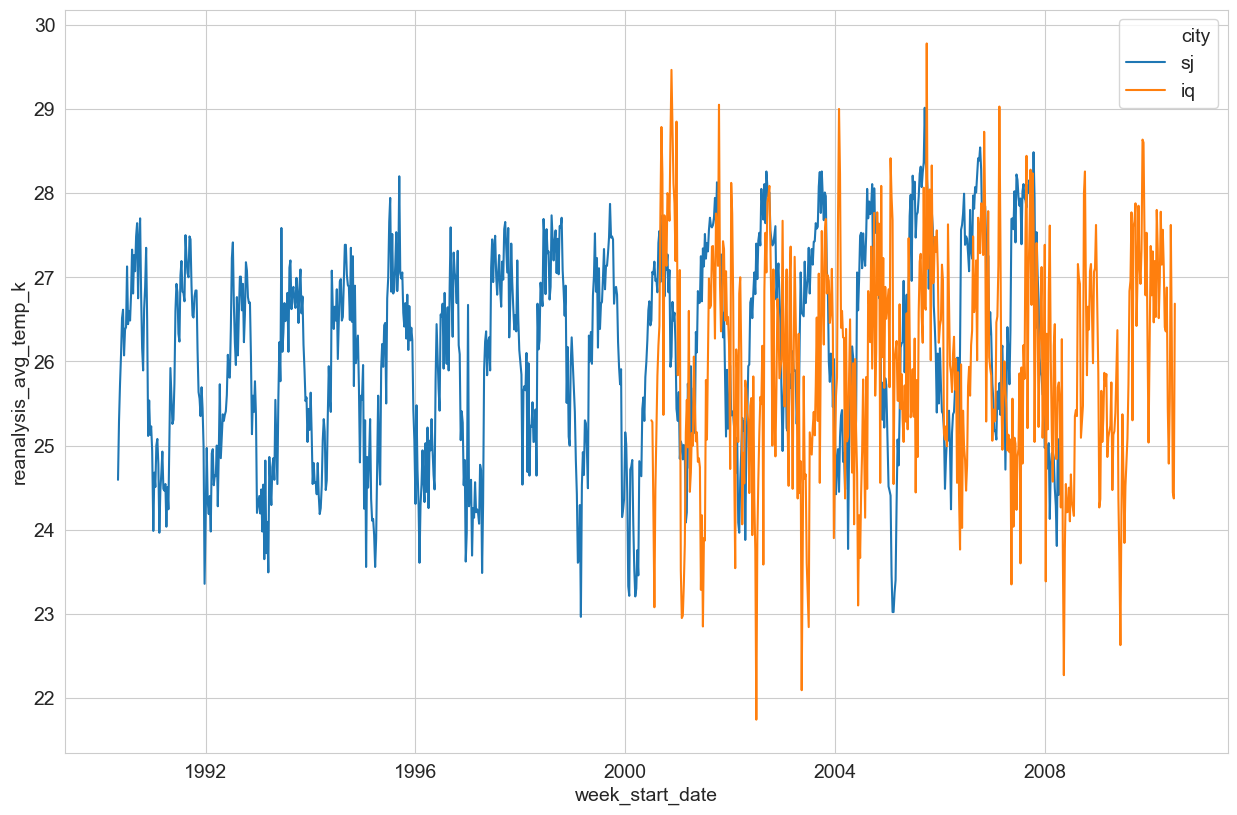 30
29
28
27
26
25
24
23
22
reanalysis_avg_temp_k
1992
1996
2000
2004
2008
week_start_date
city
sj
iq